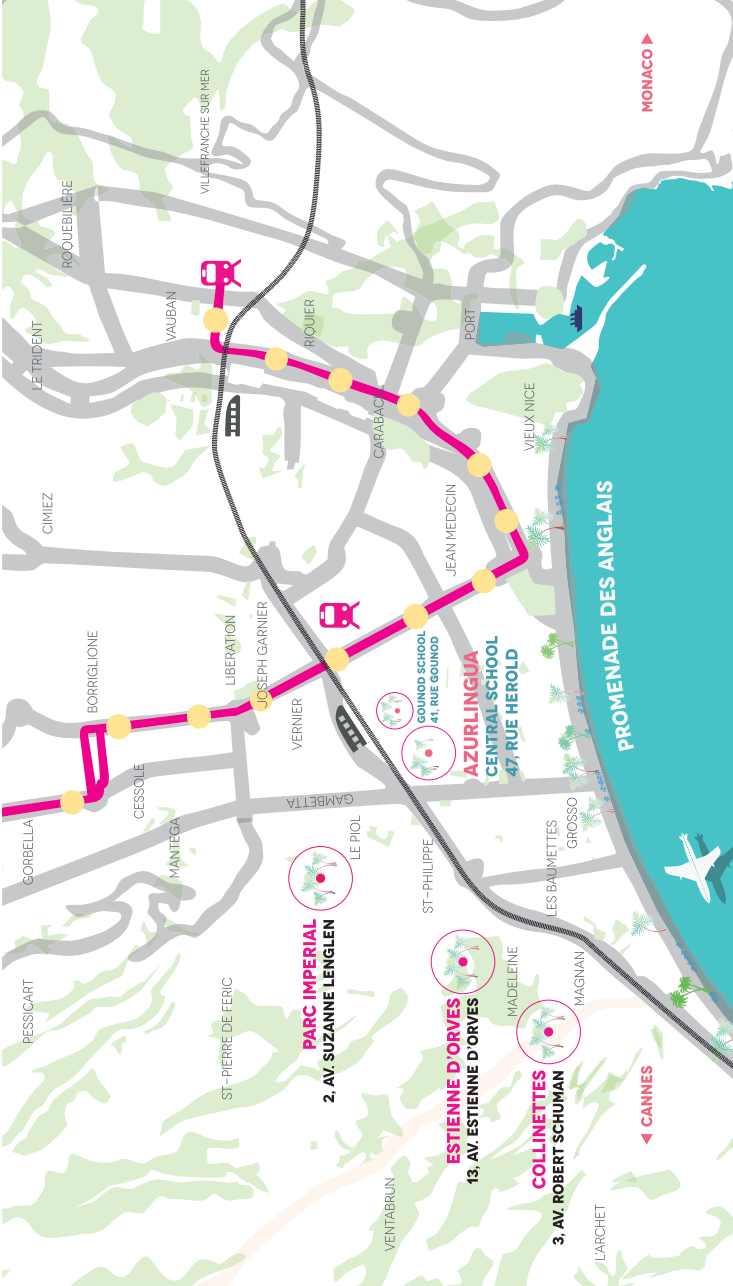 PESSICART
GORBELLA
BORRIGLIONE
CIMIEZ
LE TRIDENT
ROQUEBILIÈRE
VILLEFRANCHE SUR MER
VAUBAN
MANTEGA
CESSOLE
LIBERATION
JOSEPH GARNIER
VERNIER
ST-PIERRE DE FERIC
GAMBETTA
LE PIOL
RIQUIER
CARABACEL
PARC IMPERIAL
2, AV. SUZANNE LENGLEN
GOUNOD SCHOOL
41, RUE GOUNOD
AZURLINGUA
CENTRAL SCHOOL
47, RUE HEROLD
JEAN MEDECIN
PORT
VIEUX NICE
ST-PHILIPPE
LES BAUMETTES
GROSSO
ESTIENNE D'ORVES
13, AV. ESTIENNE D'ORVES
MADELEINE
MAGNAN
COLLINETTES
3, AV. ROBERT SCHUMAN
VENTABRUN
L'ARCHET
PROMENADE DES ANGLAIS
CANNES
MONACO